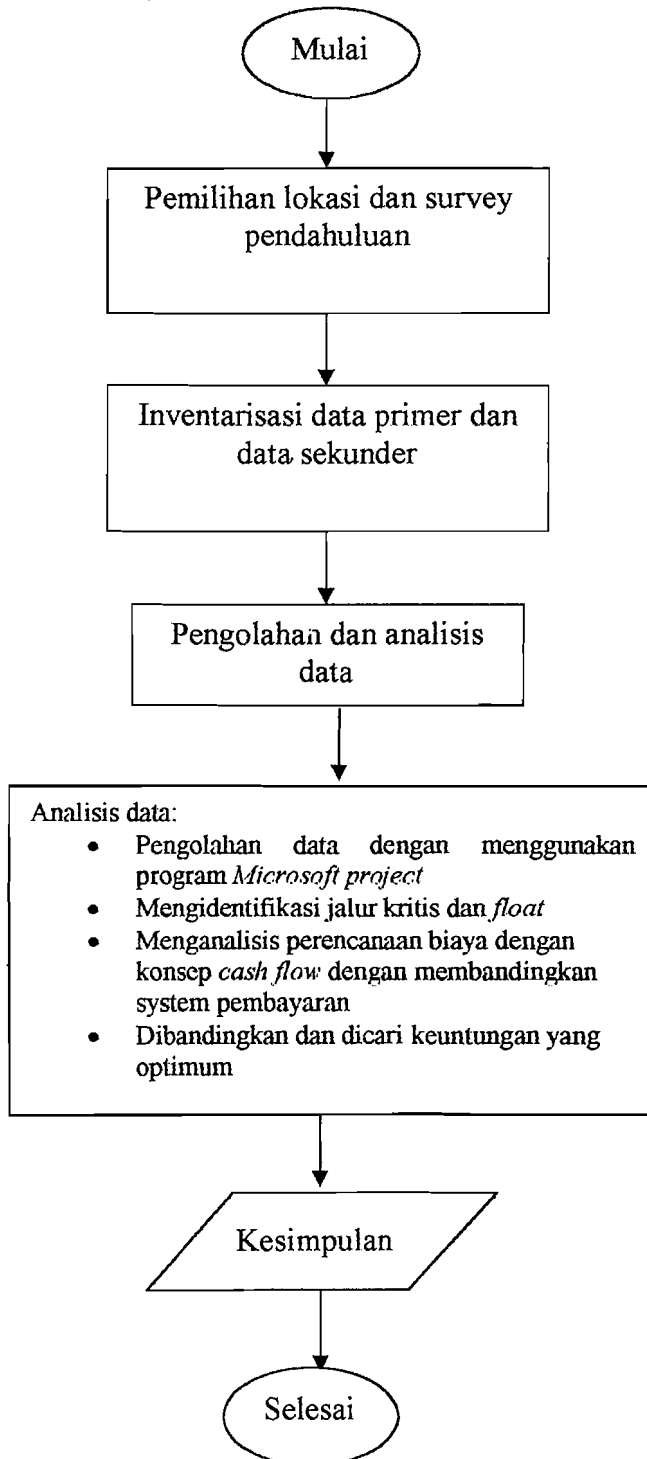 Mulai
Pemilihan lokasi dan survey
pendahuluan
Inventarisasi data primer dan
data sekunder
Pengolahan dan analisis
data
Analisis data:
• Pengolahan data dengan menggunakan
program Microsoft project
• Mengidentifikasi jalur kritis dan float
• Menganalisis perencanaan biaya dengan
konsep cash flow dengan membandingkan
system pembayaran
• Dibandingkan dan dicari keuntungan yang
optimum
Kesimpulan
Selesai